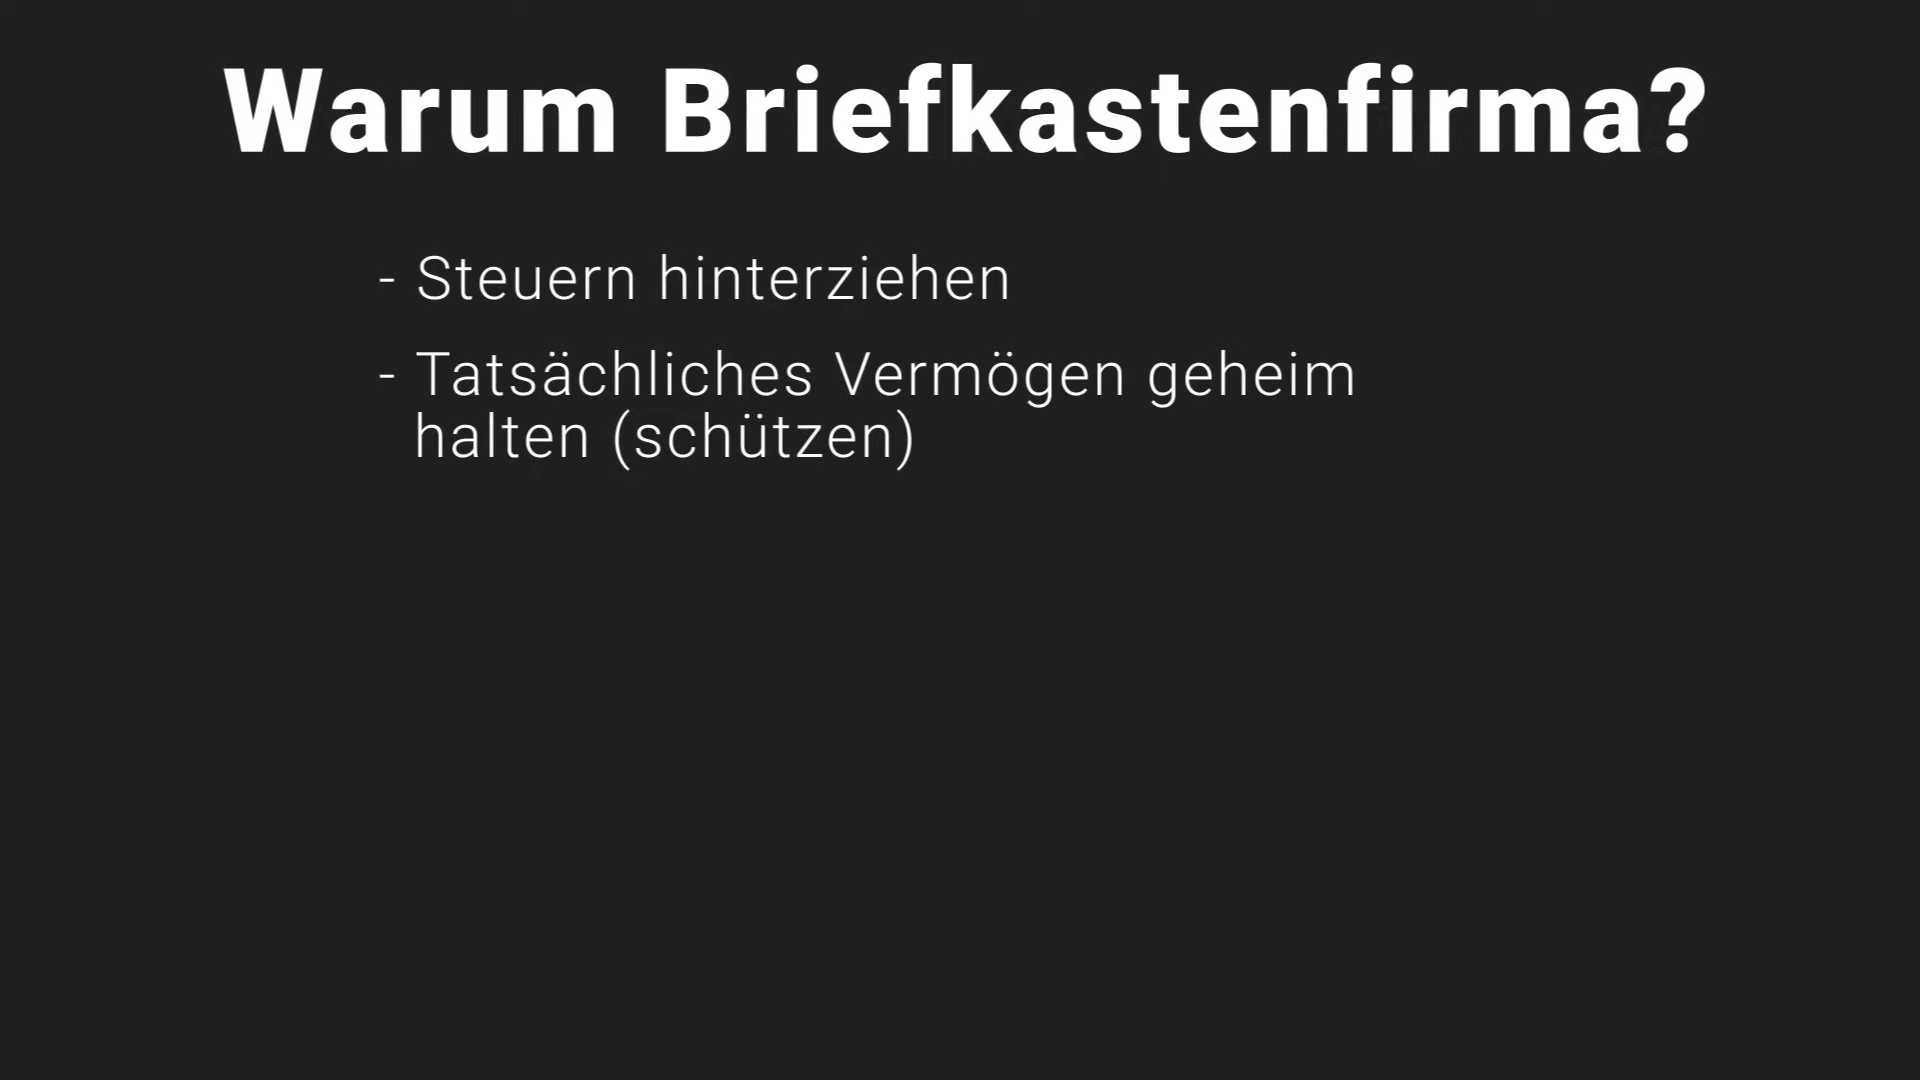 Warum Briefkastenfirma?
- Steuern hinterziehen
- Tatsächliches Vermögen geheim
halten (schützen)